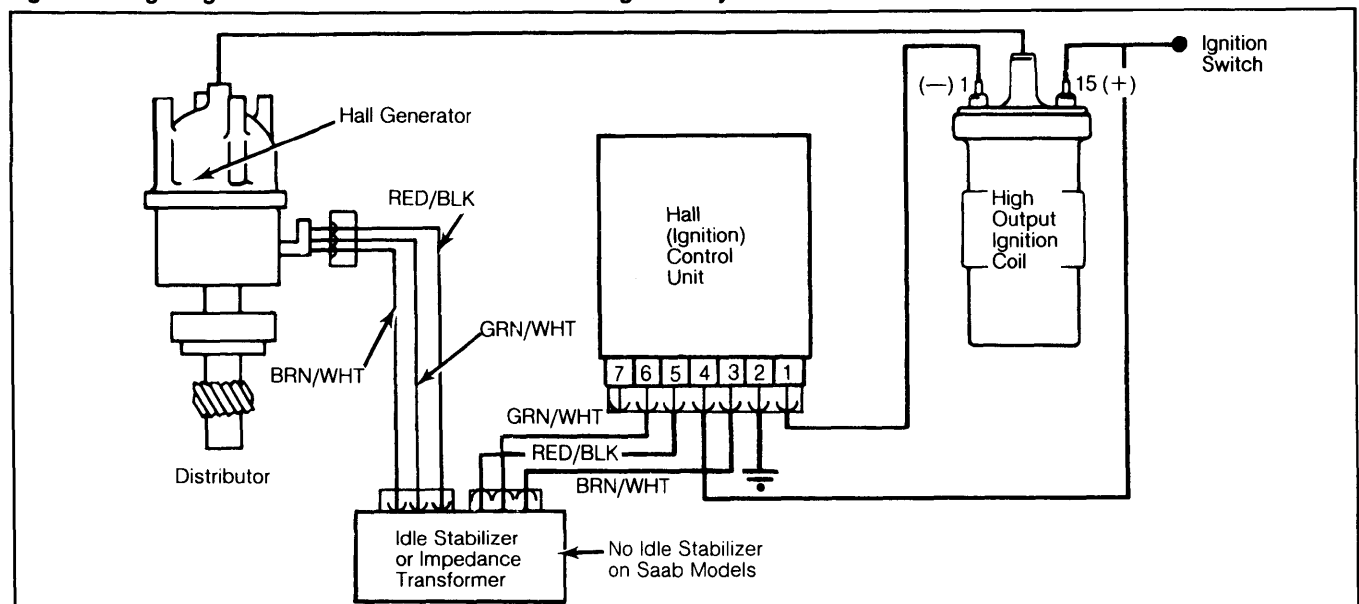 Ignition
Switch
(—) 1
15 (+)
Hall Generator
RED/BLK
Hall
(Ignition)
Control
Unit
High
Output
Ignition
Coil
GRN/WHT
BRN/WHT
7 6 5 4 3 2 1
GRN/WHT
RED/BLK
BRN/WHT
Distributor
Idle Stabilizer
or Impedance
Transformer
No Idle Stabilizer
on Saab Models